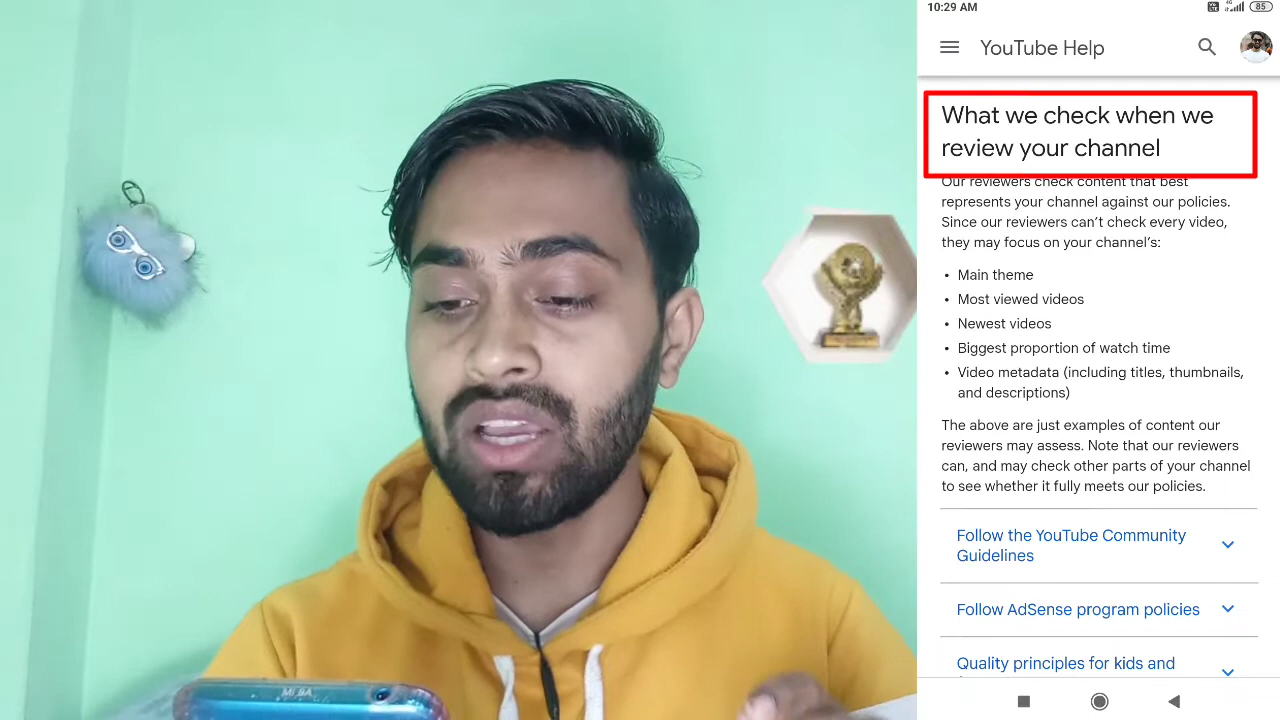 10:29 AM
4G
85
YouTube Help
What we check when we
review your channel
Our reviewers check content that best
represents your channel against our policies.
Since our reviewers can't check every video,
they may focus on your channel's:
• Main theme
• Most viewed videos
• Newest videos
• Biggest proportion of watch time
• Video metadata (including titles, thumbnails,
and descriptions)
The above are just examples of content our
reviewers may assess. Note that our reviewers
can, and may check other parts of your channel
to see whether it fully meets our policies.
Follow the YouTube Community
Guidelines
Follow AdSense program policies
Quality principles for kids and